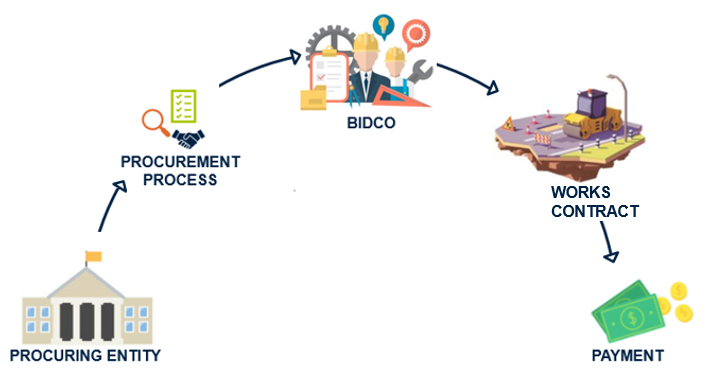 BIDCO
PROCUREMENT
PROCESS
WORKS
CONTRACT
PROCURING ENTITY
PAYMENT